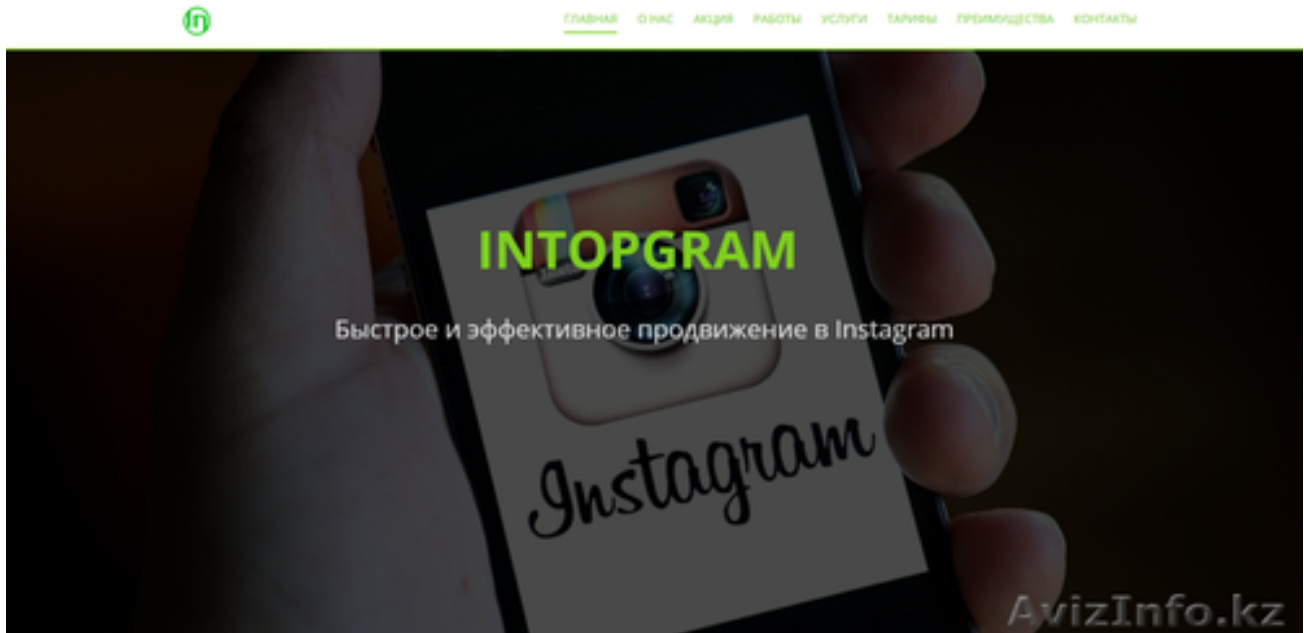 ГЛАВНАЯ О НАС АКЦИЯ РАБОТЫ УСЛУГИ ТАРИФЫ ПРЕИМУЩЕСТВА КОНТАКТЫ
INTOPGRAM
Быстрое и эффективное продвижение в Instagram
Instagram
AvizInfo.kz